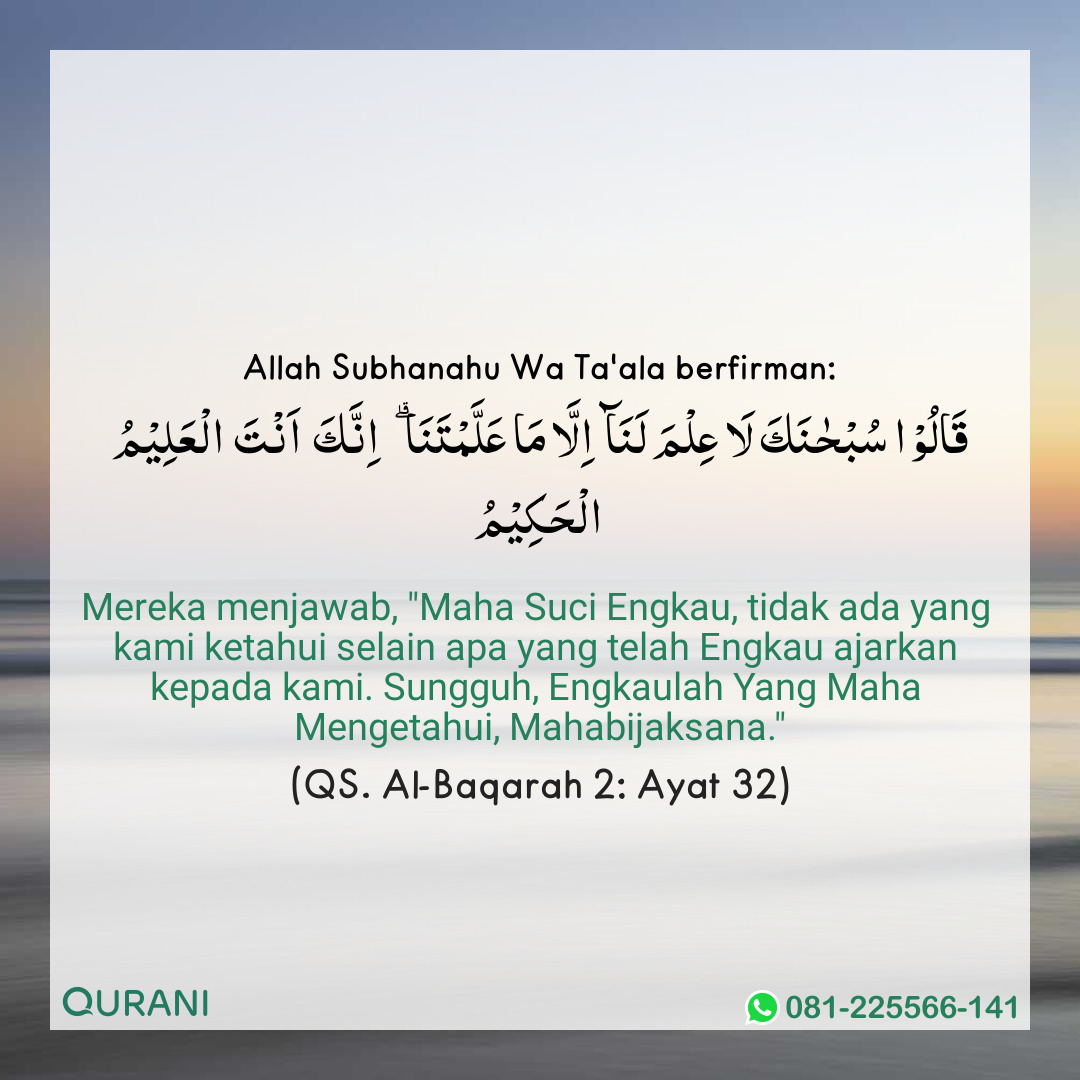 Allah Subhanahu Wa Ta'ala berfirman:
قَالُوْا سُبْحٰنَكَ لَا عِلْمَ لَنَآ اِلَّا مَا عَلَّمْتَنَاۗ اِنَّكَ اَنْتَ الْعَلِيْمُ
الْحَكِيْمُ
Mereka menjawab, "Maha Suci Engkau, tidak ada yang
kami ketahui selain apa yang telah Engkau ajarkan
kepada kami. Sungguh, Engkaulah Yang Maha
Mengetahui, Mahabijaksana."
(QS. Al-Baqarah 2: Ayat 32)
QURANI
081-225566-141